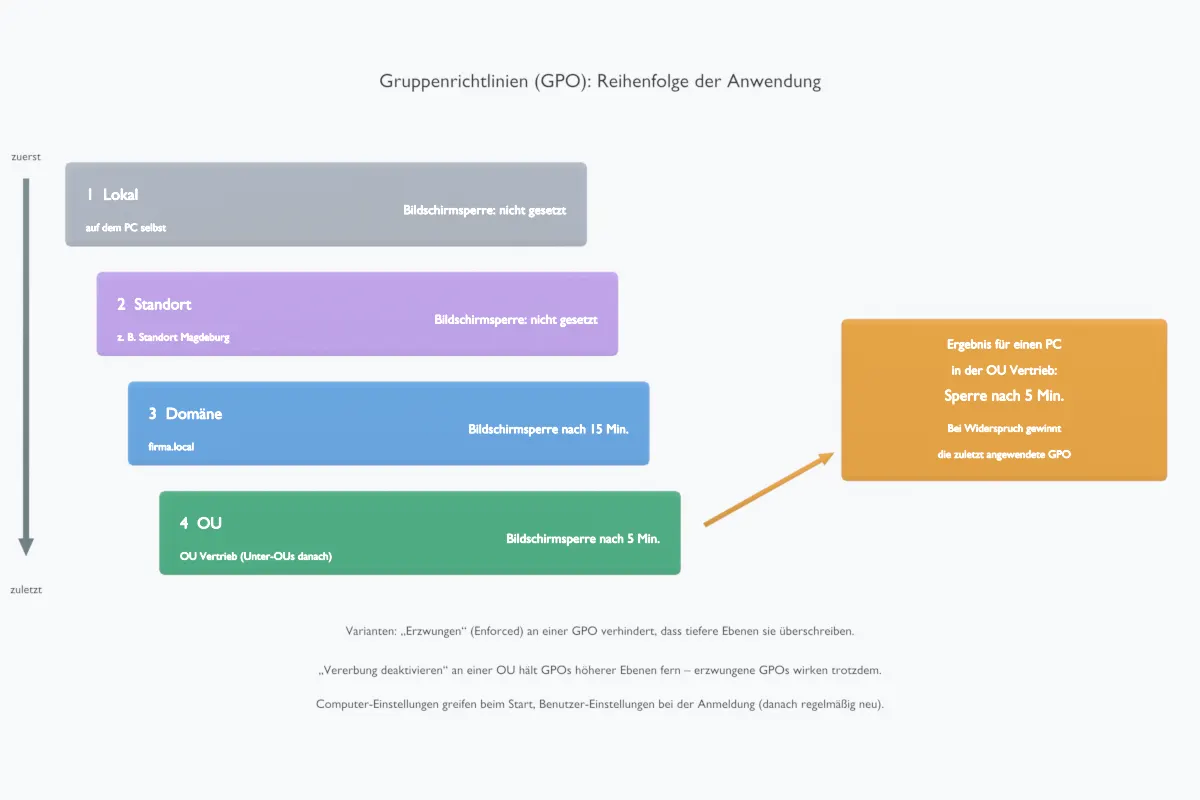 Gruppenrichtlinien (GPO): Reihenfolge der Anwendung
zuerst
1 Lokal
auf dem PC selbst
Bildschirmsperre: nicht gesetzt
2 Standort
z. B. Standort Magdeburg
Bildschirmsperre: nicht gesetzt
3 Domäne
firma.local
Bildschirmsperre nach 15 Min.
4 OU
OU Vertrieb (Unter-OUs danach)
Bildschirmsperre nach 5 Min.
zuletzt
Ergebnis für einen PC
in der OU Vertrieb:
Sperre nach 5 Min.
Bei Widerspruch gewinnt
die zuletzt angewendete GPO
Varianten: „Erzwungen“ (Enforced) an einer GPO verhindert, dass tiefere Ebenen sie überschreiben.
„Vererbung deaktivieren“ an einer OU hält GPOs höherer Ebenen fern – erzwungene GPOs wirken trotzdem.
Computer-Einstellungen greifen beim Start, Benutzer-Einstellungen bei der Anmeldung (danach regelmäßig neu).